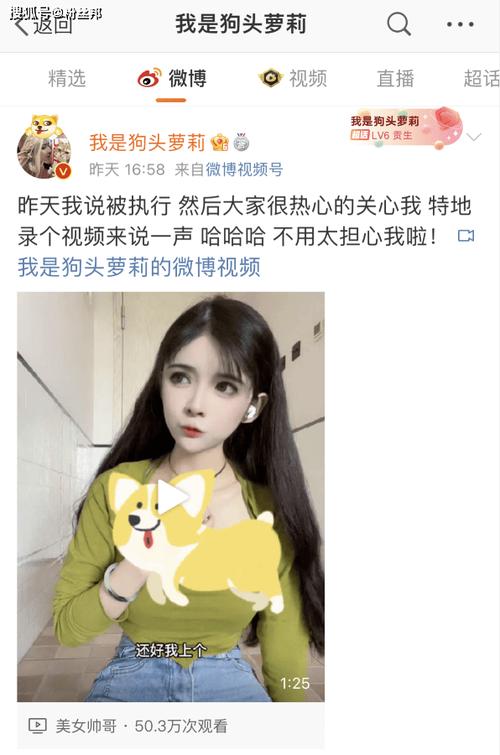 搜狐号@粉丝邦
返回
我是狗头萝莉
精选 微博 视频 直播 超话
我是狗头萝莉
我是狗头萝莉
超话 LV6 贡生
昨天 16:58 来自微博视频号
昨天我说被执行 然后大家很热心的关心我 特地
录个视频来说一声 哈哈哈 不用太担心我啦！
我是狗头萝莉的微博视频
还好我上个
1:25
美女帅哥 · 50.3万次观看